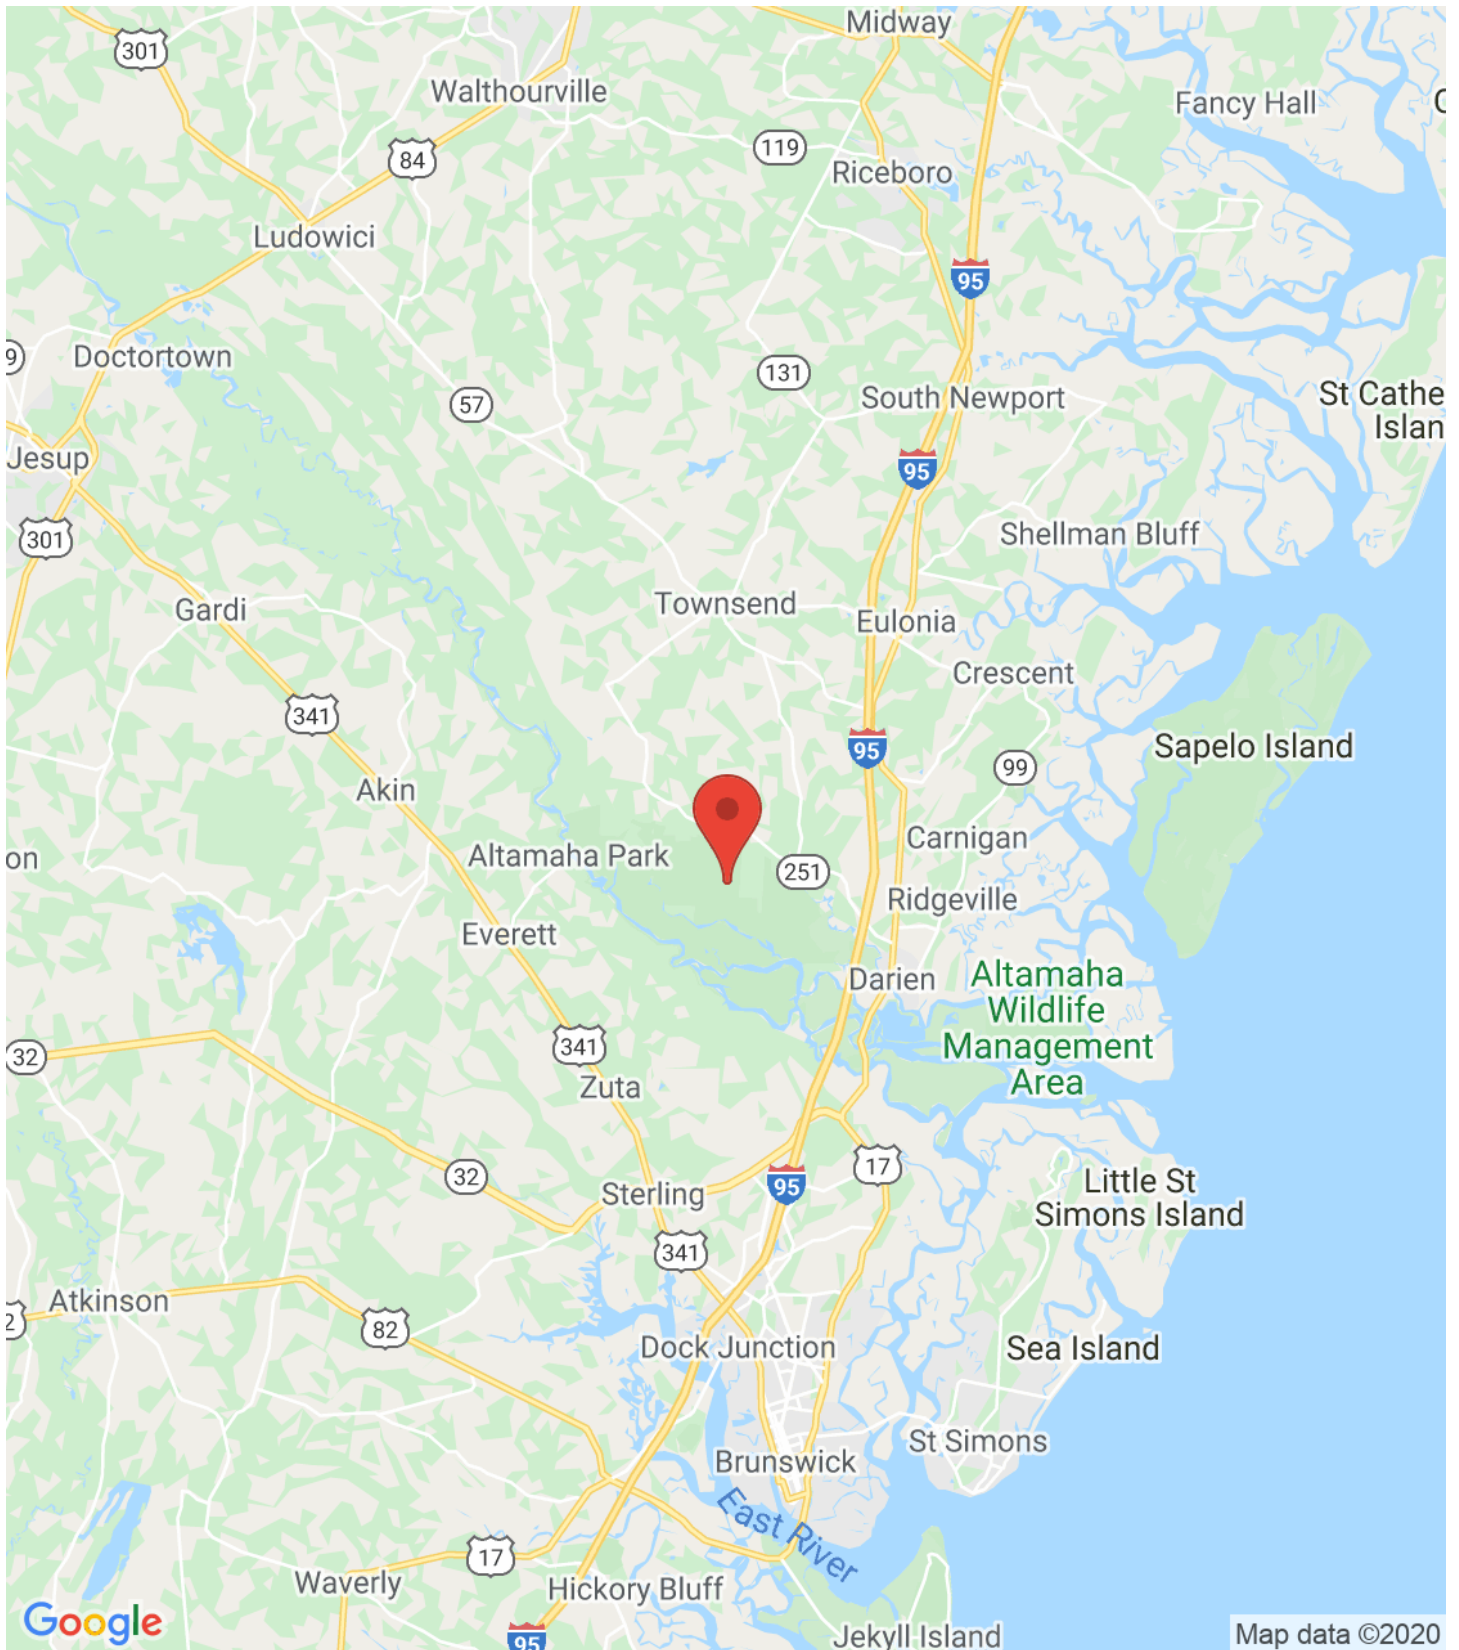 Midway
301
Walthourville
Fancy Hall
84
119
Riceboro
Ludowici
95
9
Doctortown
131
57
South Newport
St Cathe
Islan
Jesup
95
301
Shellman Bluff
Townsend
Gardi
Eulonia
Crescent
341
95
Sapelo Island
99
Akin
Carnigan
on
Altamaha Park
251
Ridgeville
Everett
Darien
Altamaha
Wildlife
Management
Area
341
32
Zuta
17
32
95
Little St
Simons Island
Sterling
341
Atkinson
2
82
Dock Junction
Sea Island
St Simons
Brunswick
East River
17
Waverly
Hickory Bluff
Google
95
Jekyll Island
Map data ©2020